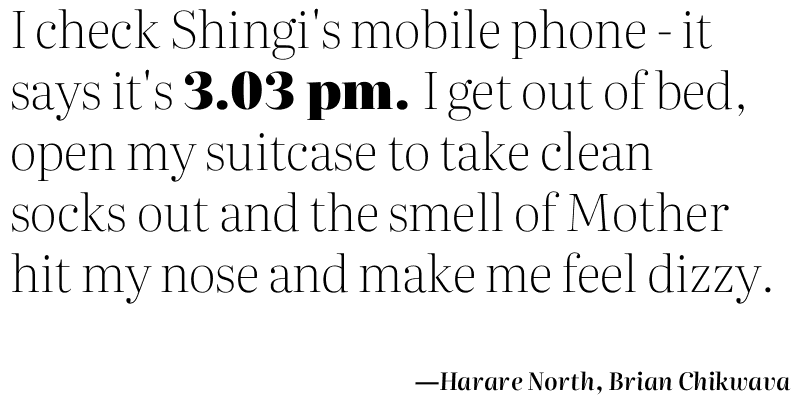 I check Shingi's mobile phone - it
says it's 3.03 pm. I get out of bed,
open my suitcase to take clean
socks out and the smell of Mother
hit my nose and make me feel dizzy.
—Harare North, Brian Chikwava